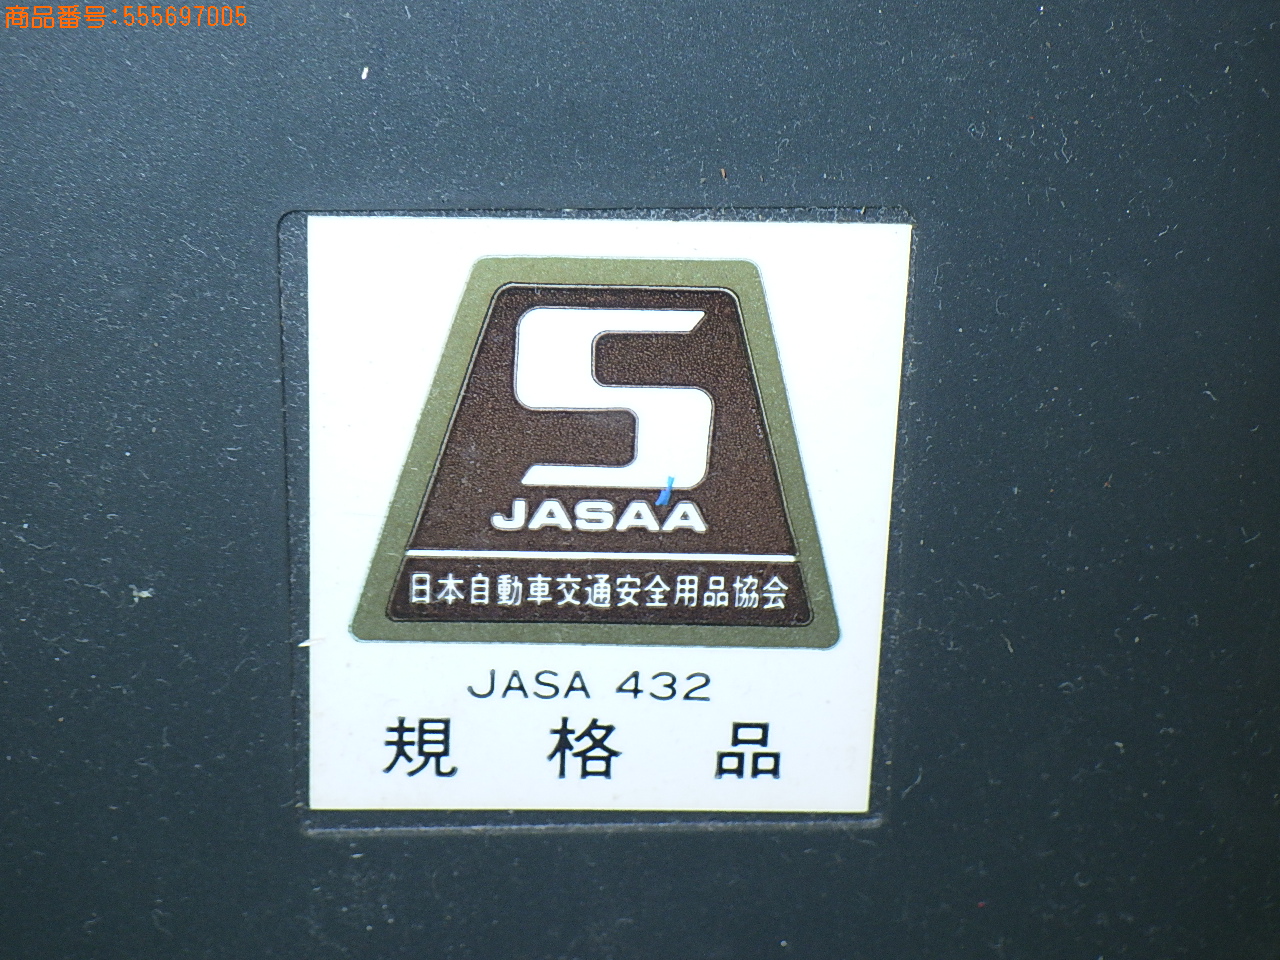 商品番号:555697005
S
JASAA
日本自動車交通安全用品協会
JASA 432
規格品